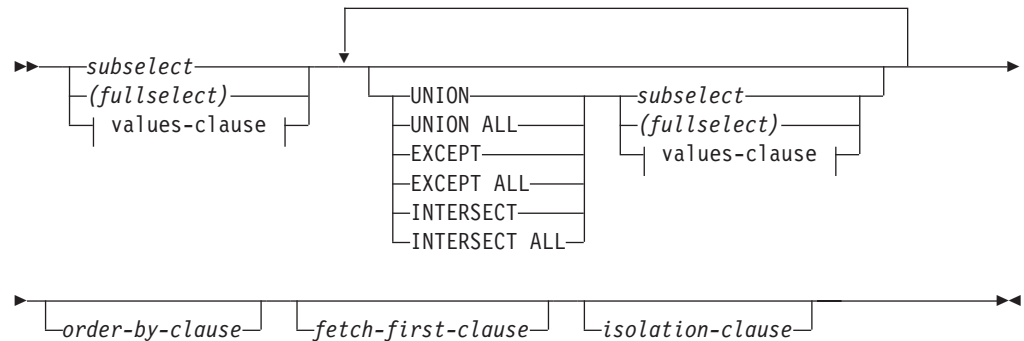 subselect
(fullselect)
values-clause
UNION
UNION ALL
EXCEPT
EXCEPT ALL
INTERSECT
INTERSECT ALL
subselect
(fullselect)
values-clause
order-by-clause
fetch-first-clause
isolation-clause